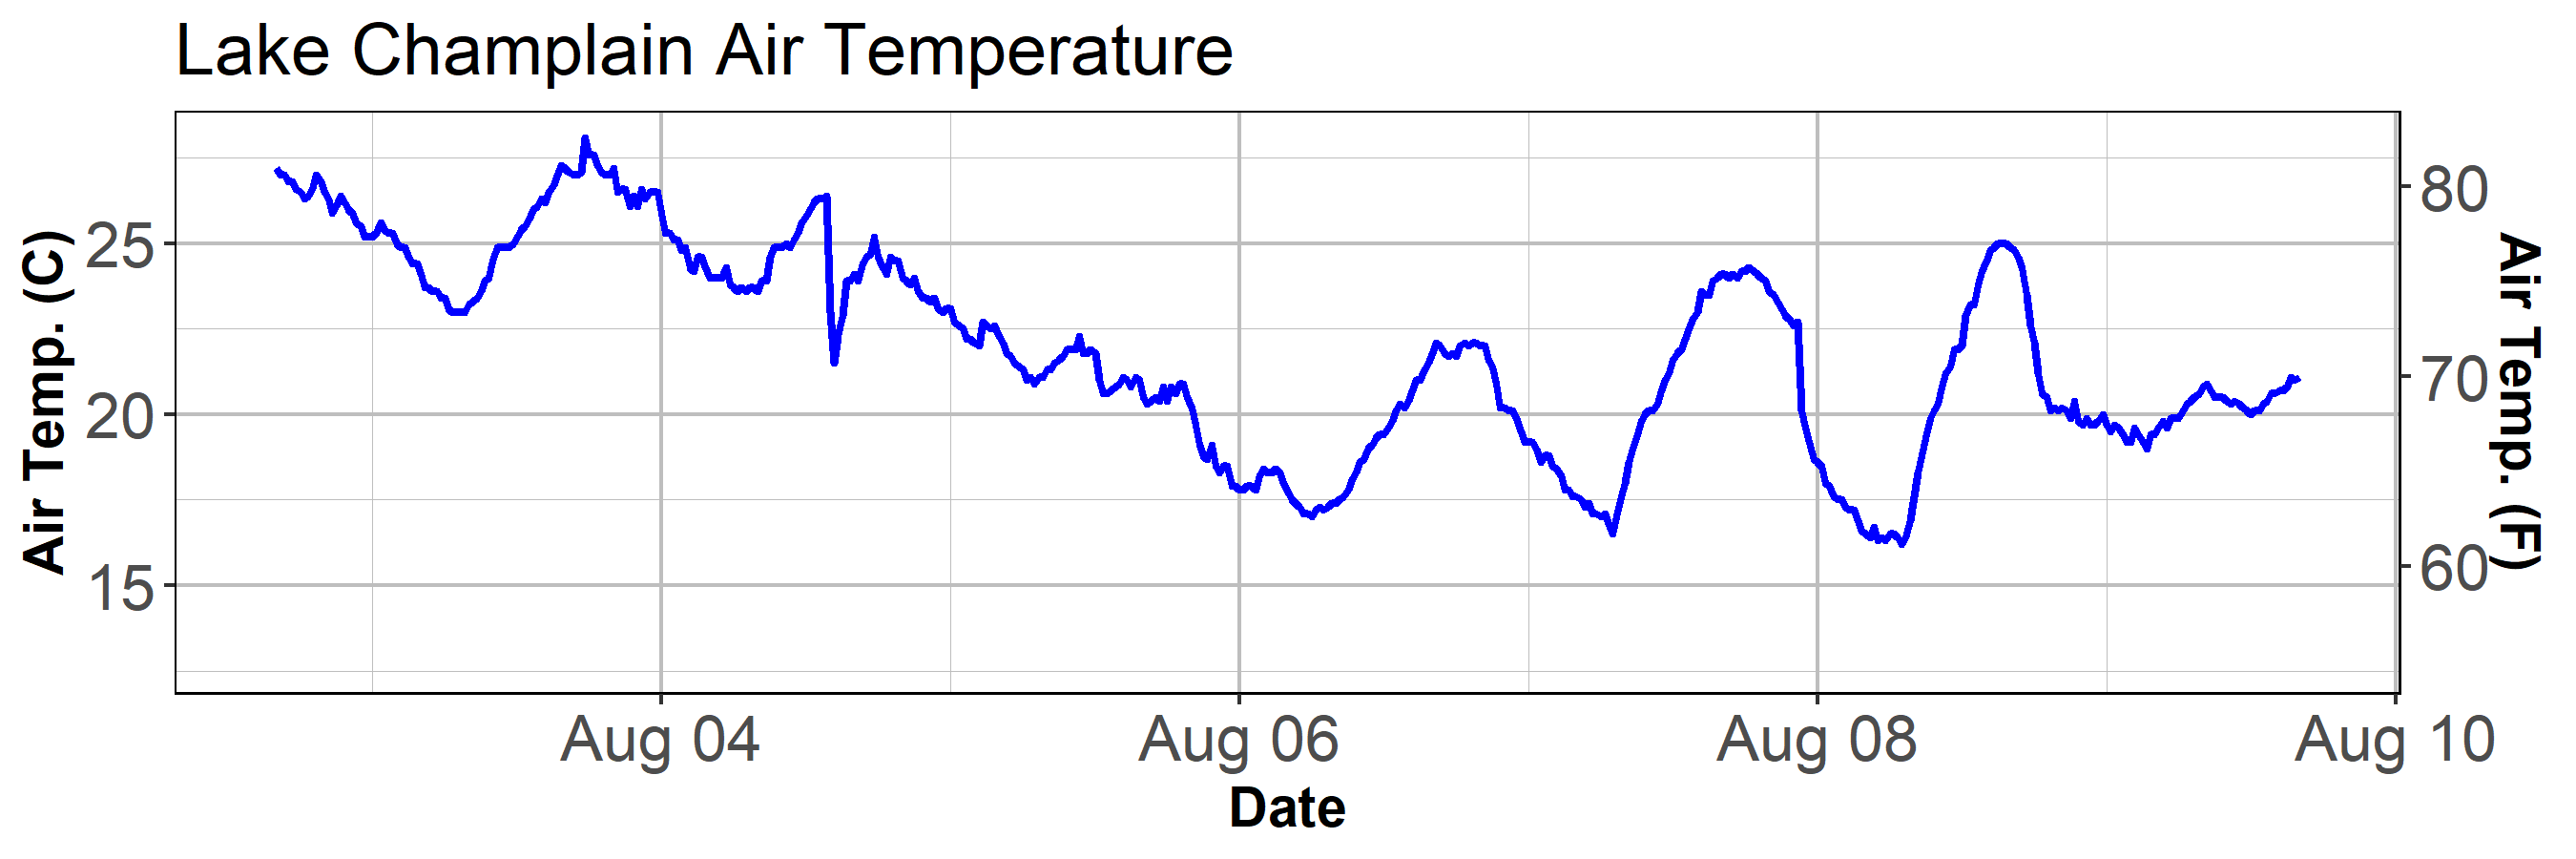 Lake Champlain Air Temperature
Air Temp. (C)
25
20
15
80
70
60
Air Temp. (F)
Aug 04
Aug 06
Aug 08
Aug 10
Date